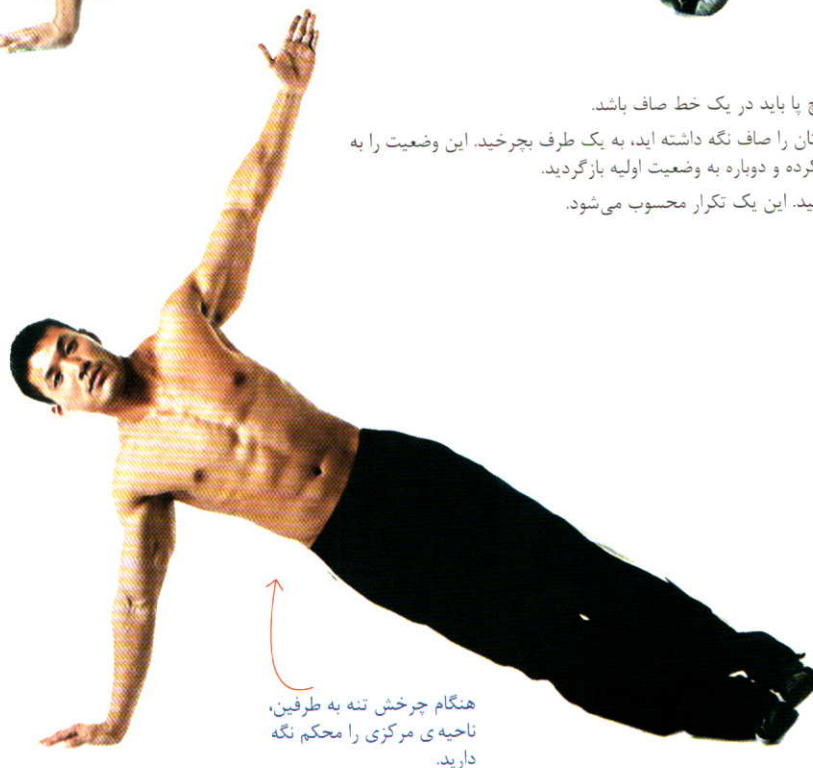 پا باید در یک خط صاف باشد.
را صاف نگه داشته اید، به یک طرف بچرخید. این وضعیت را به
کرده و دوباره به وضعیت اولیه بازگردید.
این یک تکرار محسوب می‌شود.
هنگام چرخش تنه به طرفین،
ناحیه ی مرکزی را محکم نگه
دارید.